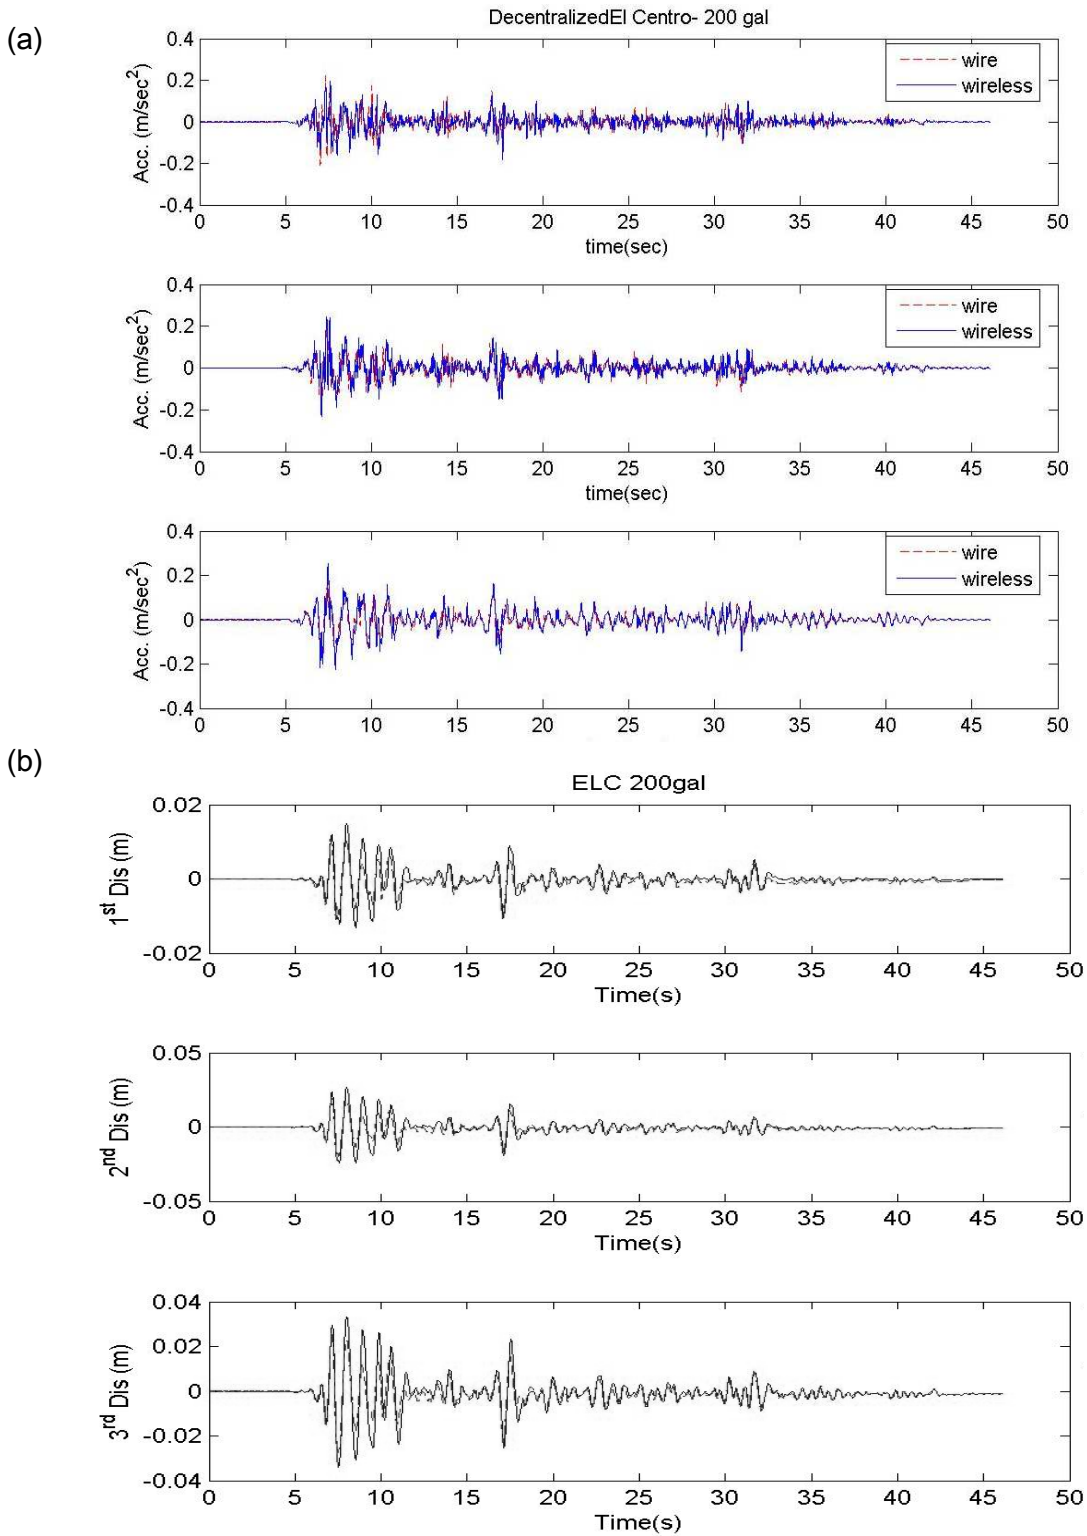 (a)
DecentralizedEl Centro- 200 gal
Acc. (m/sec²)
0.4
0.2
0
-0.2
-0.4
wire
wireless
0 5 10 15 20 25 30 35 40 45 50
time(sec)
Acc. (m/sec²)
0.4
0.2
0
-0.2
-0.4
wire
wireless
0 5 10 15 20 25 30 35 40 45 50
time(sec)
Acc. (m/sec²)
0.4
0.2
0
-0.2
-0.4
wire
wireless
0 5 10 15 20 25 30 35 40 45 50
(b)
ELC 200gal
1st Dis (m)
0.02
0
-0.02
0 5 10 15 20 25 30 35 40 45 50
Time(s)
2nd Dis (m)
0.05
0
-0.05
0 5 10 15 20 25 30 35 40 45 50
Time(s)
3rd Dis (m)
0.04
0.02
0
-0.02
-0.04
0 5 10 15 20 25 30 35 40 45 50
Time(s)